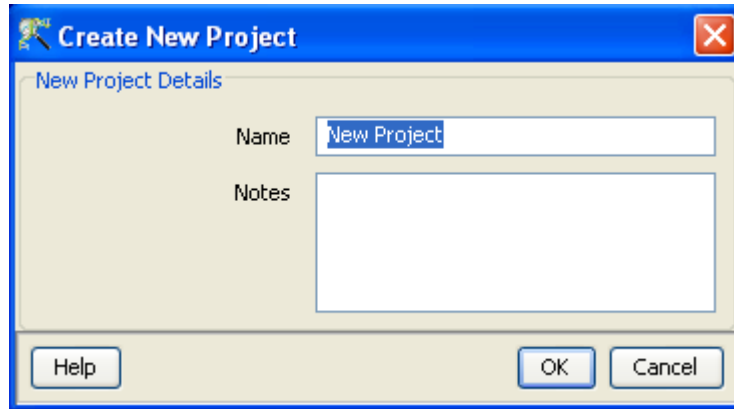 Create New Project
New Project Details
Name New Project
Notes
Help OK Cancel